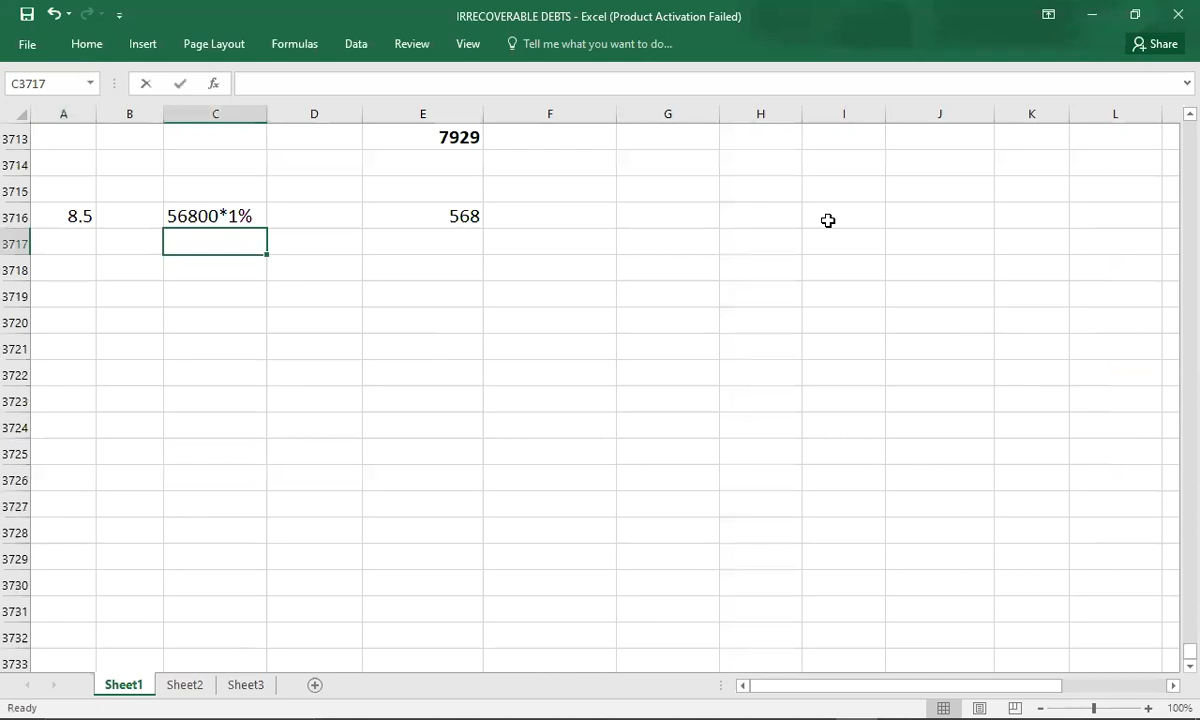 IRRECOVERABLE DEBTS - Excel (Product Activation Failed)
File Home Insert Page Layout Formulas Data Review View Tell me what you want to do... Share
C3717 fx
A B C D E F G H I J K L
3713 7929
3714
3715
3716 8.5 56800*1% 568
3717
3718
3719
3720
3721
3722
3723
3724
3725
3726
3727
3728
3729
3730
3731
3732
3733
Sheet1 Sheet2 Sheet3
Ready 100%